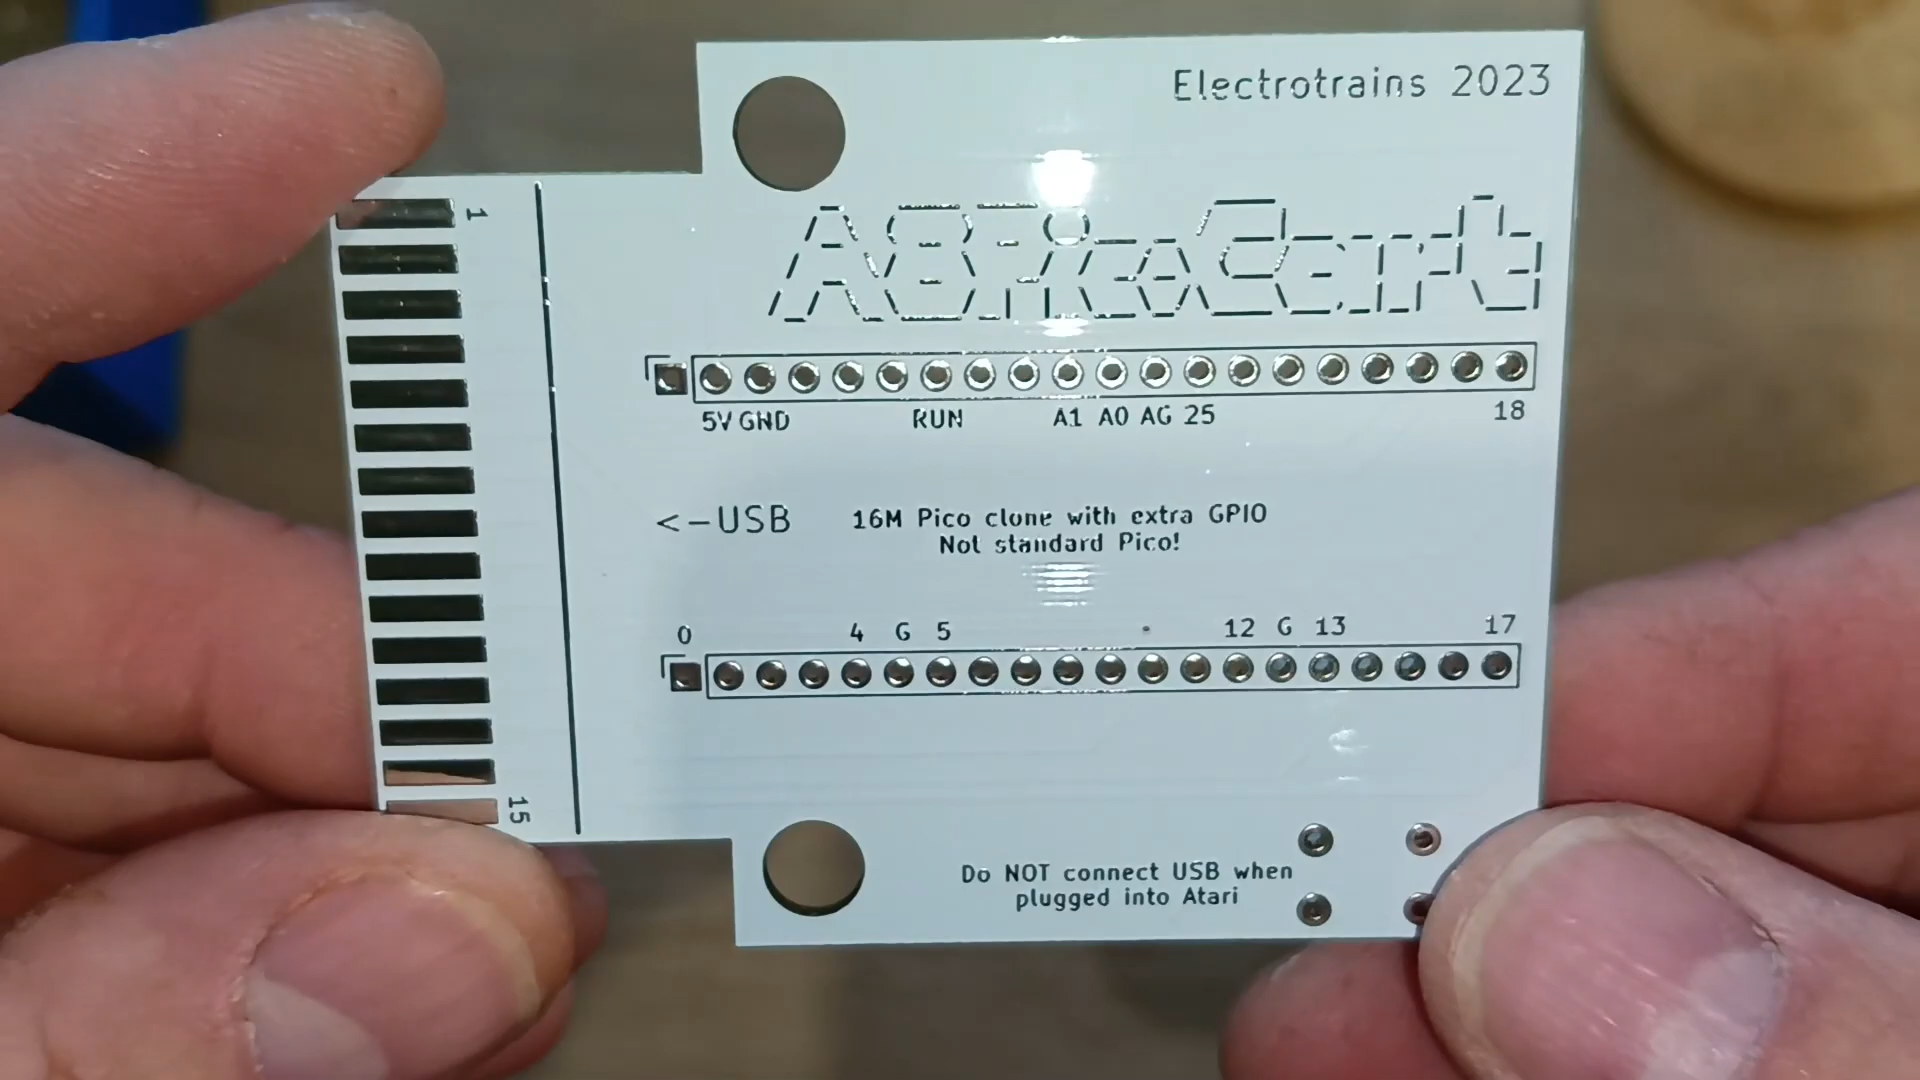 Electrotrains 2023
A8PicoCart
1
5V GND RUN A1 A0 AG 25 18
<-USB
16M Pico clone with extra GPIO
Not standard Pico!
0 4 G 5 12 G 13 17
15
Do NOT connect USB when
plugged into Atari